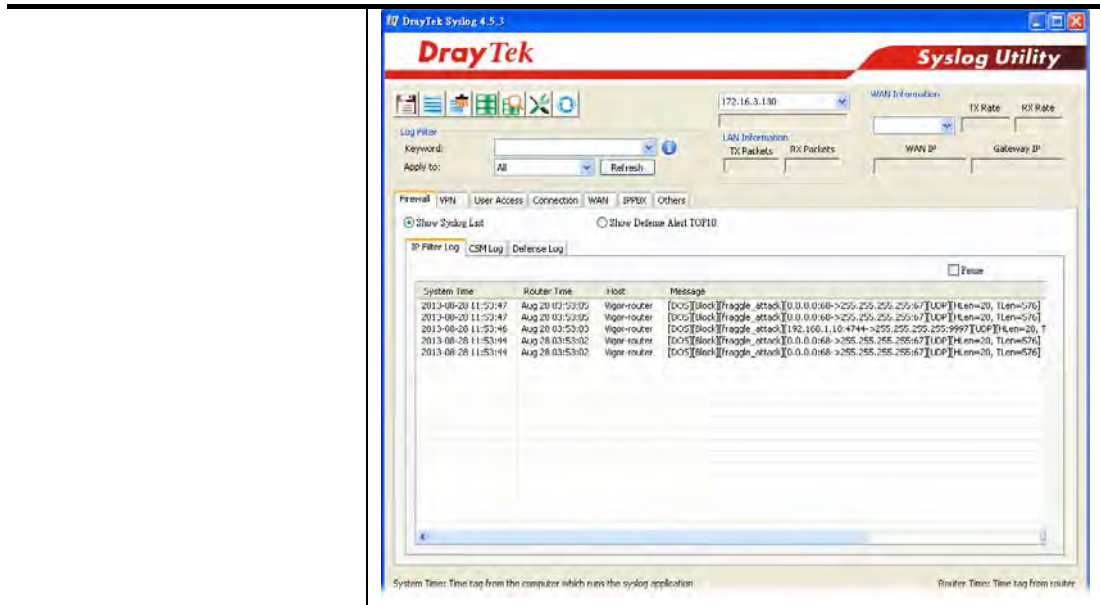 DrayTek Syslog 4.5.3
DrayTek
Syslog Utility
172.16.3.130
WAN Information
TX Rate RX Rate
Log Filter
Keyword:
LAN Information
TX Packets RX Packets
WAN IP Gateway IP
Apply to: All Refresh
Firewall VPN User Access Connection WAN IPPBX Others
Show Syslog List Show Defense Alert TOP10
IP Filter Log CSM Log Defense Log
Pause
System Time Router Time Host Message
2013-08-28 11:53:47 Aug 28 03:53:05 Vigor-router [DOS][Block][fraggle_attack][0.0.0.0:68->255.255.255.255:67][UDP][HLen=20, TLen=576]
2013-08-28 11:53:47 Aug 28 03:53:05 Vigor-router [DOS][Block][fraggle_attack][0.0.0.0:68->255.255.255.255:67][UDP][HLen=20, TLen=576]
2013-08-28 11:53:46 Aug 28 03:53:03 Vigor-router [DOS][Block][fraggle_attack][192.168.1.10:4744->255.255.255.255:9997][UDP][HLen=20, T
2013-08-28 11:53:44 Aug 28 03:53:02 Vigor-router [DOS][Block][fraggle_attack][0.0.0.0:68->255.255.255.255:67][UDP][HLen=20, TLen=576]
2013-08-28 11:53:44 Aug 28 03:53:02 Vigor-router [DOS][Block][fraggle_attack][0.0.0.0:68->255.255.255.255:67][UDP][HLen=20, TLen=576]
System Time: Time tag from the computer which runs the syslog application Router Time: Time tag from router